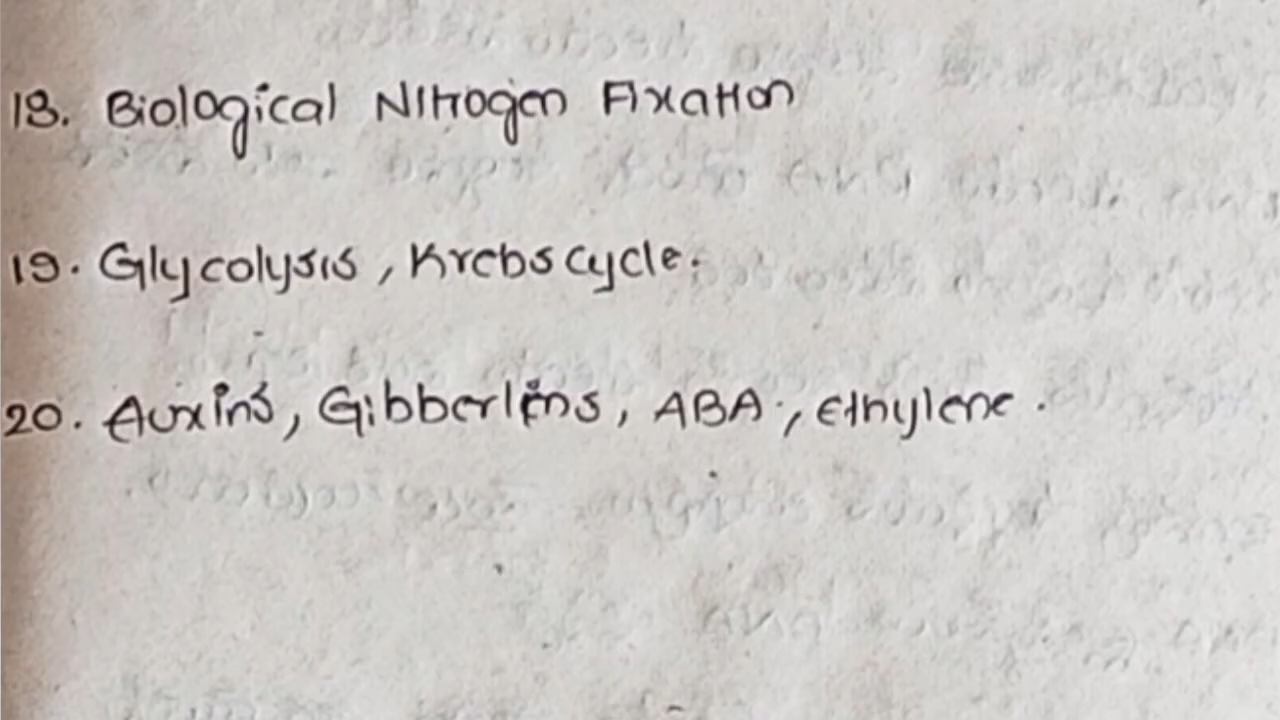 18. Biological Nitrogen Fixation
19. Glycolysis, Krebs cycle.
20. Auxins, Gibberlins, ABA, Ethylene.